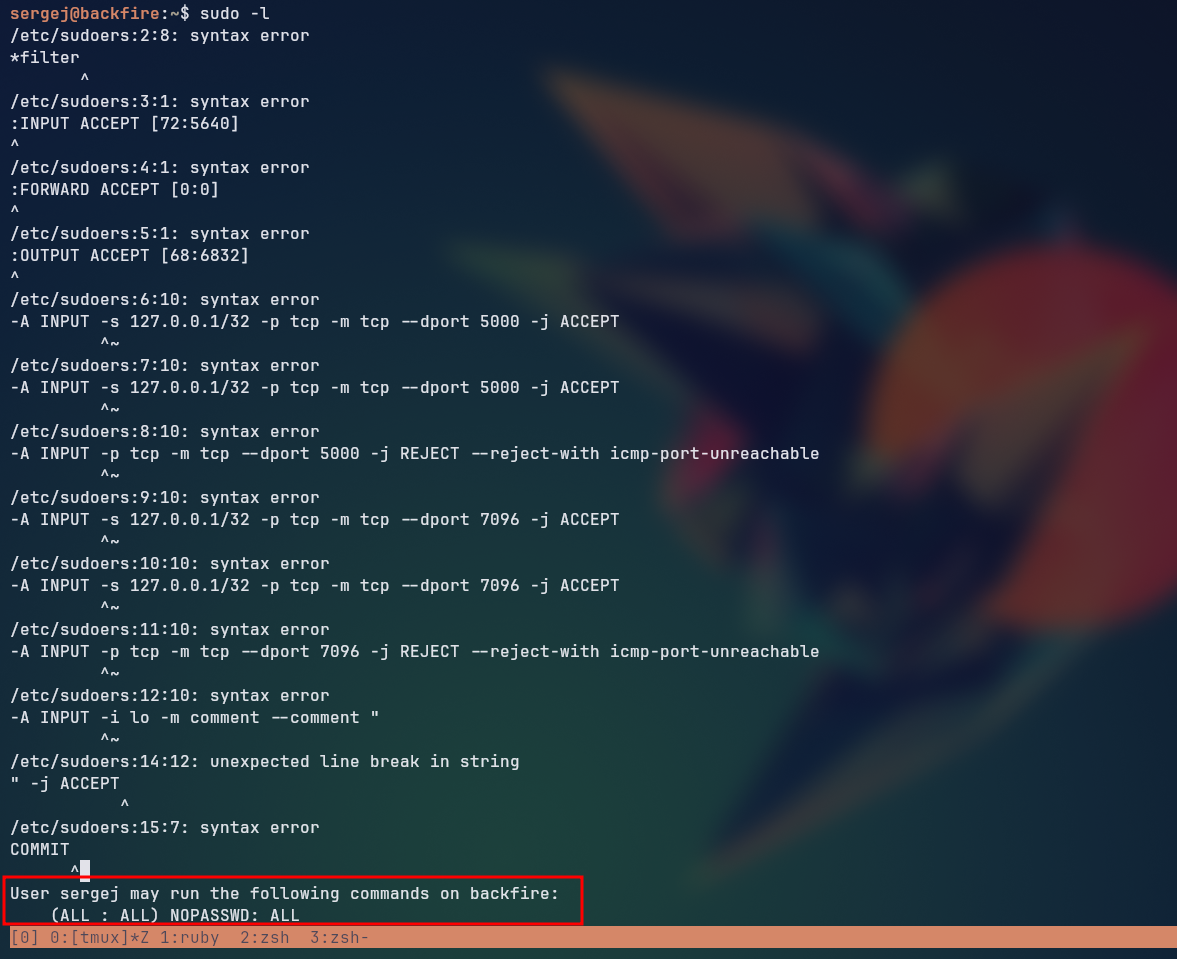 sergej@backfire:~$ sudo -l
/etc/sudoers:2:8: syntax error
*filter
       ^
/etc/sudoers:3:1: syntax error
:INPUT ACCEPT [72:5640]
^
/etc/sudoers:4:1: syntax error
:FORWARD ACCEPT [0:0]
^
/etc/sudoers:5:1: syntax error
:OUTPUT ACCEPT [68:6832]
^
/etc/sudoers:6:10: syntax error
-A INPUT -s 127.0.0.1/32 -p tcp -m tcp --dport 5000 -j ACCEPT
         ^~
/etc/sudoers:7:10: syntax error
-A INPUT -s 127.0.0.1/32 -p tcp -m tcp --dport 5000 -j ACCEPT
         ^~
/etc/sudoers:8:10: syntax error
-A INPUT -p tcp -m tcp --dport 5000 -j REJECT --reject-with icmp-port-unreachable
         ^~
/etc/sudoers:9:10: syntax error
-A INPUT -s 127.0.0.1/32 -p tcp -m tcp --dport 7096 -j ACCEPT
         ^~
/etc/sudoers:10:10: syntax error
-A INPUT -s 127.0.0.1/32 -p tcp -m tcp --dport 7096 -j ACCEPT
         ^~
/etc/sudoers:11:10: syntax error
-A INPUT -p tcp -m tcp --dport 7096 -j REJECT --reject-with icmp-port-unreachable
         ^~
/etc/sudoers:12:10: syntax error
-A INPUT -i lo -m comment --comment "
         ^~
/etc/sudoers:14:12: unexpected line break in string
" -j ACCEPT
           ^
/etc/sudoers:15:7: syntax error
COMMIT
      ^
User sergej may run the following commands on backfire:
    (ALL : ALL) NOPASSWD: ALL
[0] 0:[tmux]*Z 1:ruby  2:zsh  3:zsh-